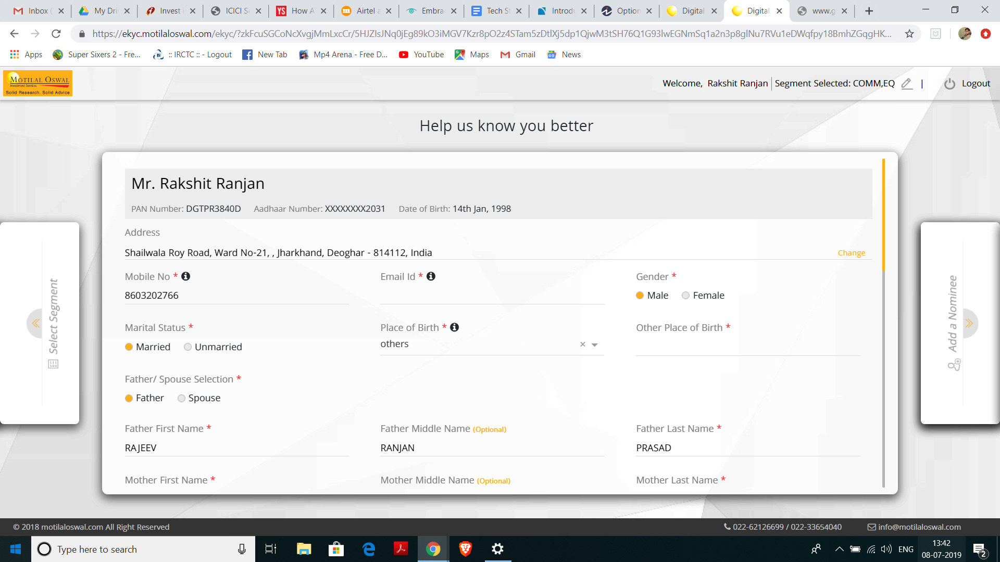 Inbox (
My Dri
Invest i
ICICI Se
How A
Airtel a
Embra
Tech St
Introdu
Option
Digital
Digital
www.g
https://ekyc.motilaloswal.com/ekyc/?zkFcuSGCoNcXvgjMmLxcCr/5HJZIsJNq0jEg89kO3iMGV7Kzr8pO2z4STam5zDtlXj5dp1QjwM3tSH76Q1G93lwEGNmSq1a2n3p8glNu7RVu1eDWqfpy18BmhZGqgHK...
Apps
Super Sixers 2 - Fre...
:: IRCTC :: - Logout
New Tab
Mp4 Arena - Free D...
YouTube
Maps
Gmail
News
MOTILAL OSWAL
Investment Services
Solid Research. Solid Advice
Welcome, Rakshit Ranjan
Segment Selected: COMM,EQ
|
Logout
Help us know you better
Mr. Rakshit Ranjan
PAN Number: DGTPR3840D Aadhaar Number: XXXXXXXX2031 Date of Birth: 14th Jan, 1998
Address
Shailwala Roy Road, Ward No-21, , Jharkhand, Deoghar - 814112, India
Change
Mobile No *
Email Id *
Gender *
8603202766
Male Female
Marital Status *
Place of Birth *
Other Place of Birth *
Married Unmarried
others
Father/ Spouse Selection *
Father Spouse
Father First Name *
Father Middle Name (Optional)
Father Last Name *
RAJEEV
RANJAN
PRASAD
Mother First Name *
Mother Middle Name (Optional)
Mother Last Name *
Select Segment
Add a Nominee
© 2018 motilaloswal.com All Right Reserved
022-62126699 / 022-33654040
info@motilaloswal.com
Type here to search
ENG
13:42
08-07-2019
2